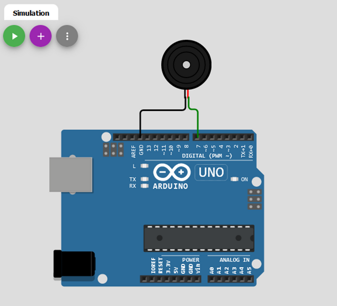 Simulation
AREF
GND
13
12
~11
~10
~9
8
7
~6
~5
4
~3
2
TX→1
RX←0
DIGITAL (PWM ~)
L
TX
RX
UNO
ON
ARDUINO
POWER
ANALOG IN
IOREF
RESET
3.3V
5V
GND
GND
Vin
A0
A1
A2
A3
A4
A5